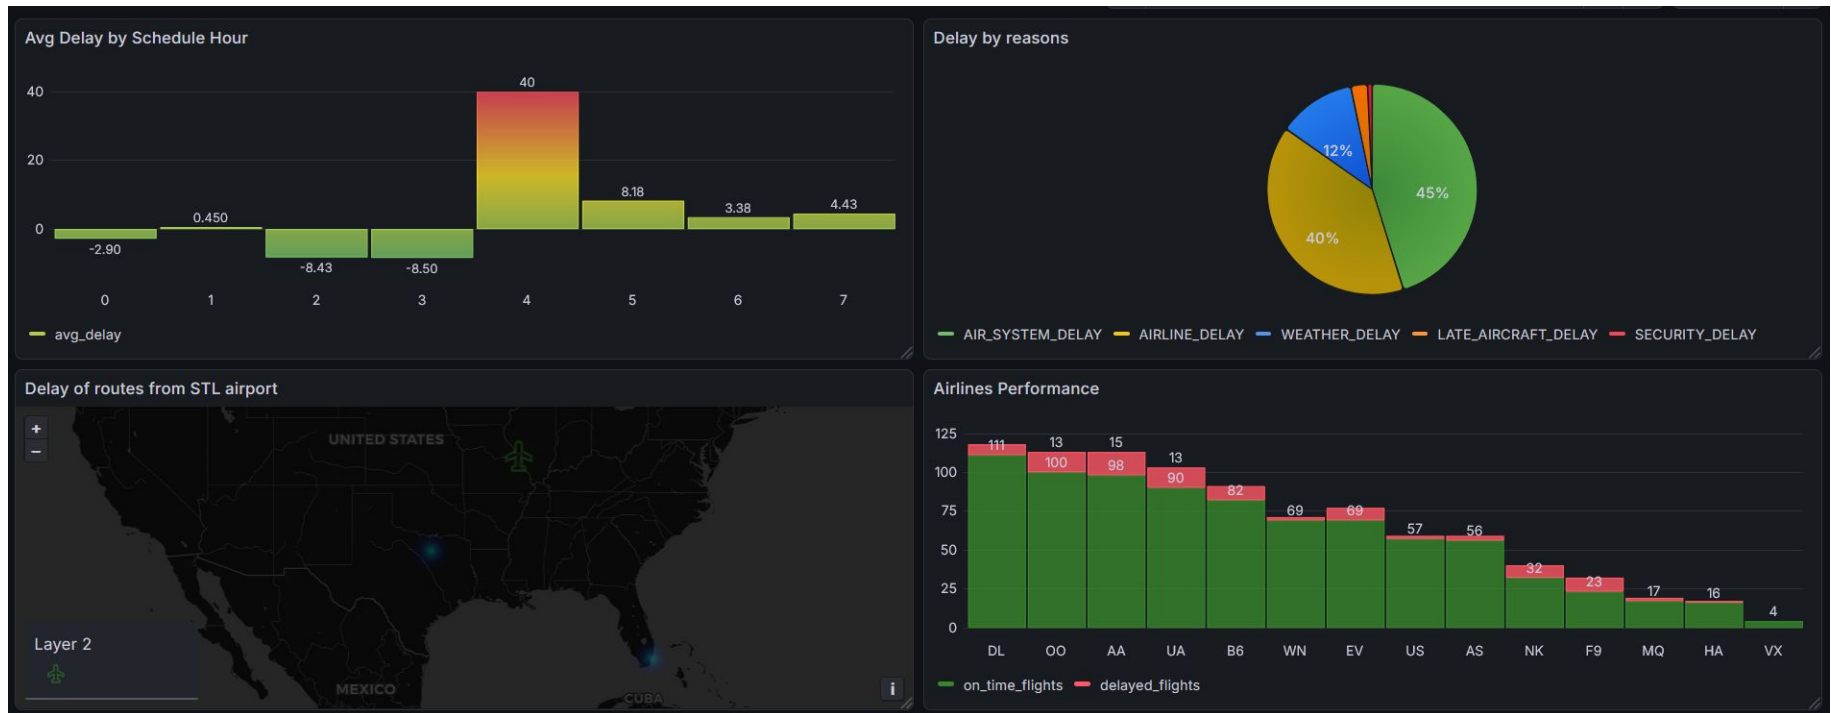 Avg Delay by Schedule Hour
40
20
0
-2.90
0.450
-8.43
-8.50
40
8.18
3.38
4.43
0 1 2 3 4 5 6 7
avg_delay
Delay by reasons
45%
40%
12%
AIR_SYSTEM_DELAY AIRLINE_DELAY WEATHER_DELAY LATE_AIRCRAFT_DELAY SECURITY_DELAY
Delay of routes from STL airport
+
−
UNITED STATES
MEXICO
CUBA
Layer 2
i
Airlines Performance
125
100
75
50
25
0
111
13
100
15
98
13
90
82
69
69
57
56
32
23
17
16
4
DL OO AA UA B6 WN EV US AS NK F9 MQ HA VX
on_time_flights delayed_flights